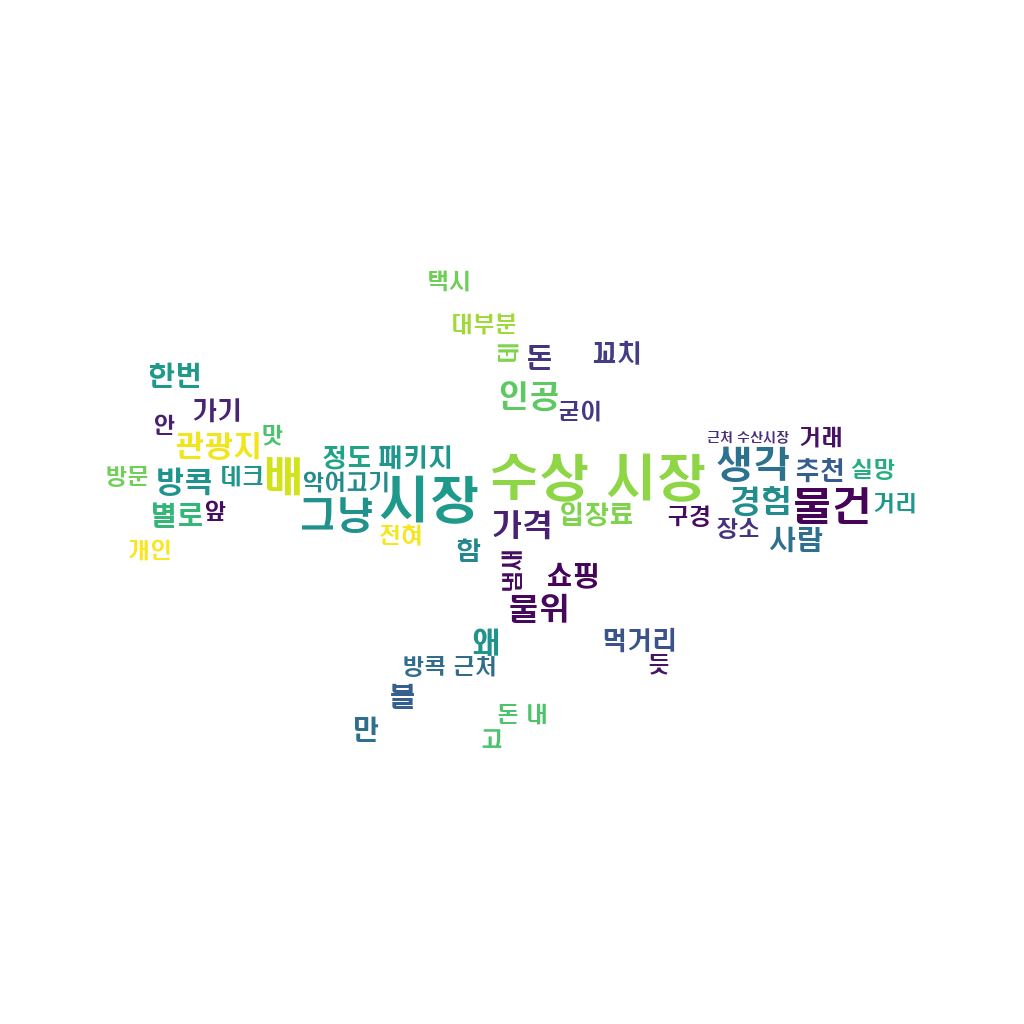 택시
대부분
터
돈
꼬치
한번
인공
가기
굳이
안
맛
근처 수산시장
거래
관광지
정도
패키지
수상 시장
생각
추천
실망
방문
방콕
데크
배
악어고기
시장
경험
물건
거리
별로
앞
그냥
가격
입장료
구경
장소
전혀
사람
개인
함
냄새
쇼핑
물위
왜
먹거리
방콕 근처
듯
블
만
돈 내
고